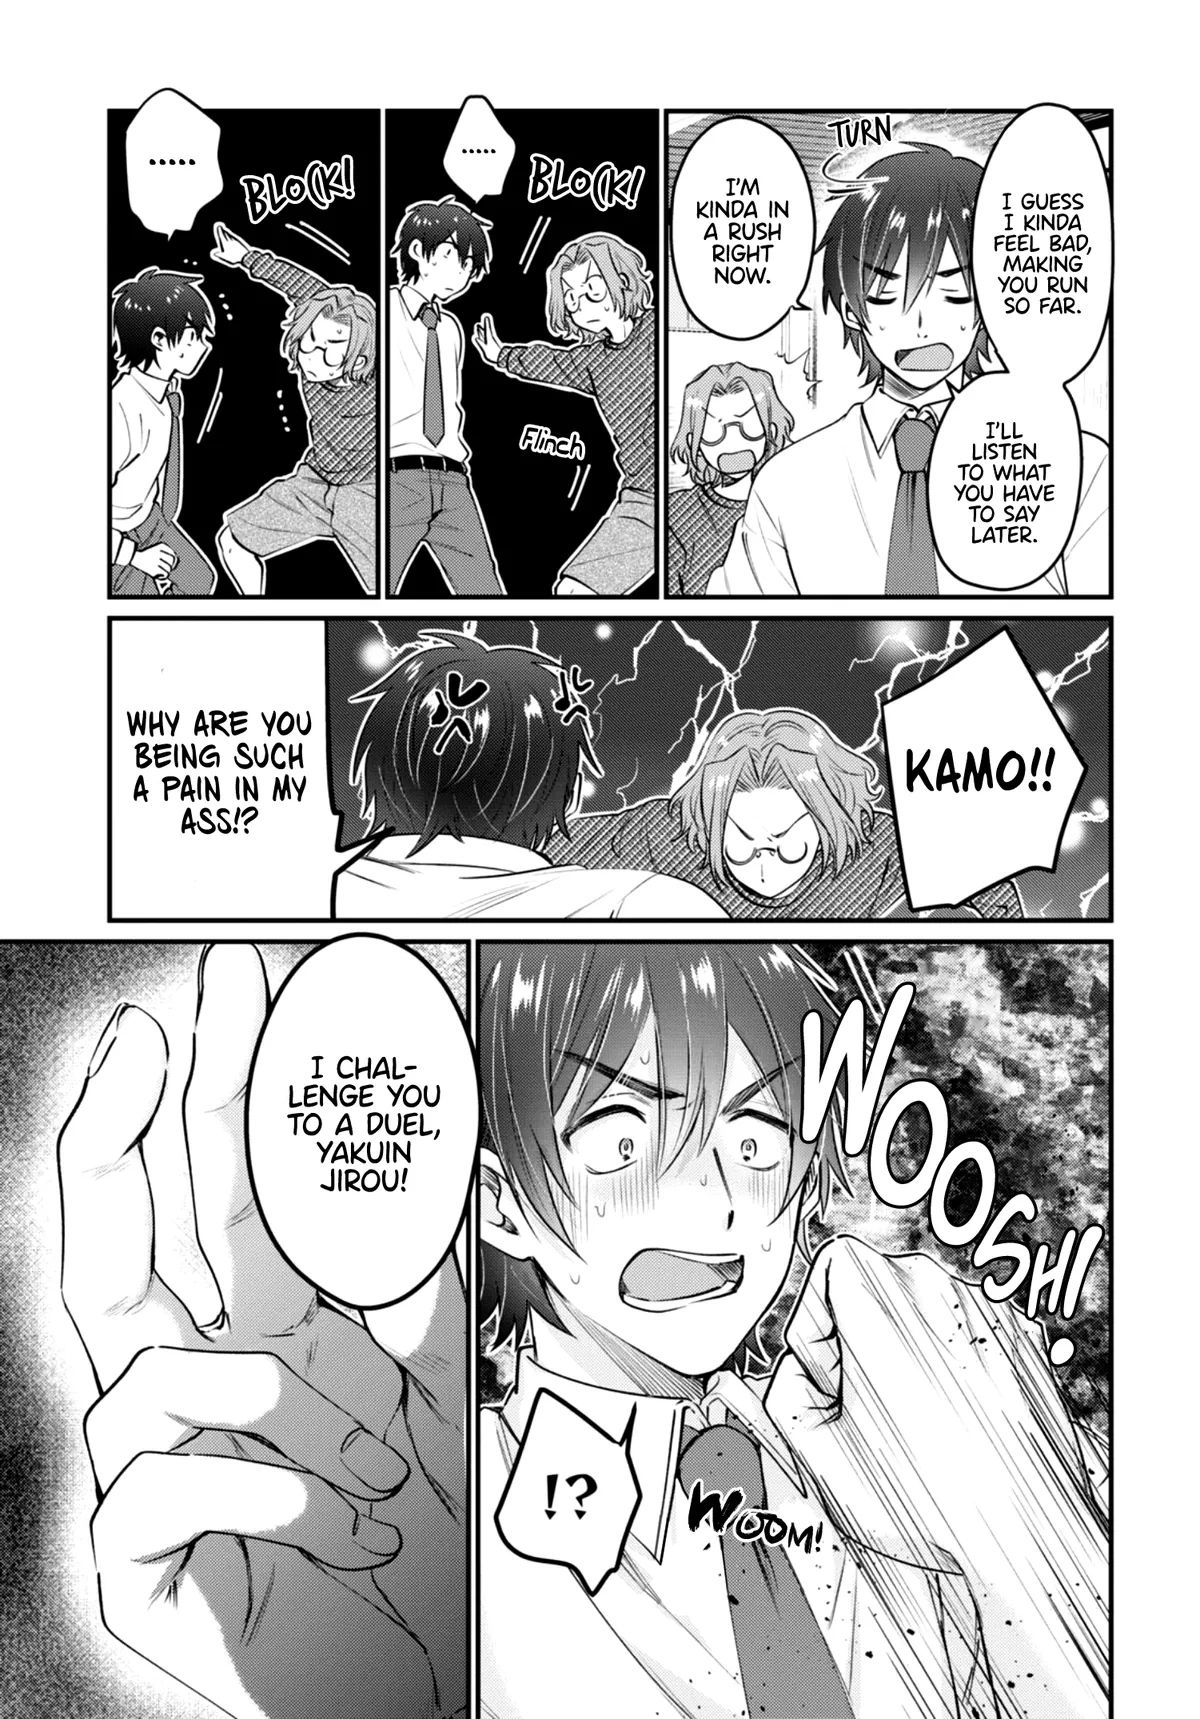 TURN
I GUESS
I KINDA
FEEL BAD,
MAKING
YOU RUN
SO FAR.
I'LL
LISTEN
TO WHAT
YOU HAVE
TO SAY
LATER.
I'M
KINDA IN
A RUSH
RIGHT
NOW.
BLOCK!
.....
Flinch
BLOCK!
.....
KAMO!!
WHY ARE YOU
BEING SUCH
A PAIN IN MY
ASS!?
WOOSH!
!?
WOOM!
I CHAL-
LENGE YOU
TO A DUEL,
YAKUIN
JIROU!